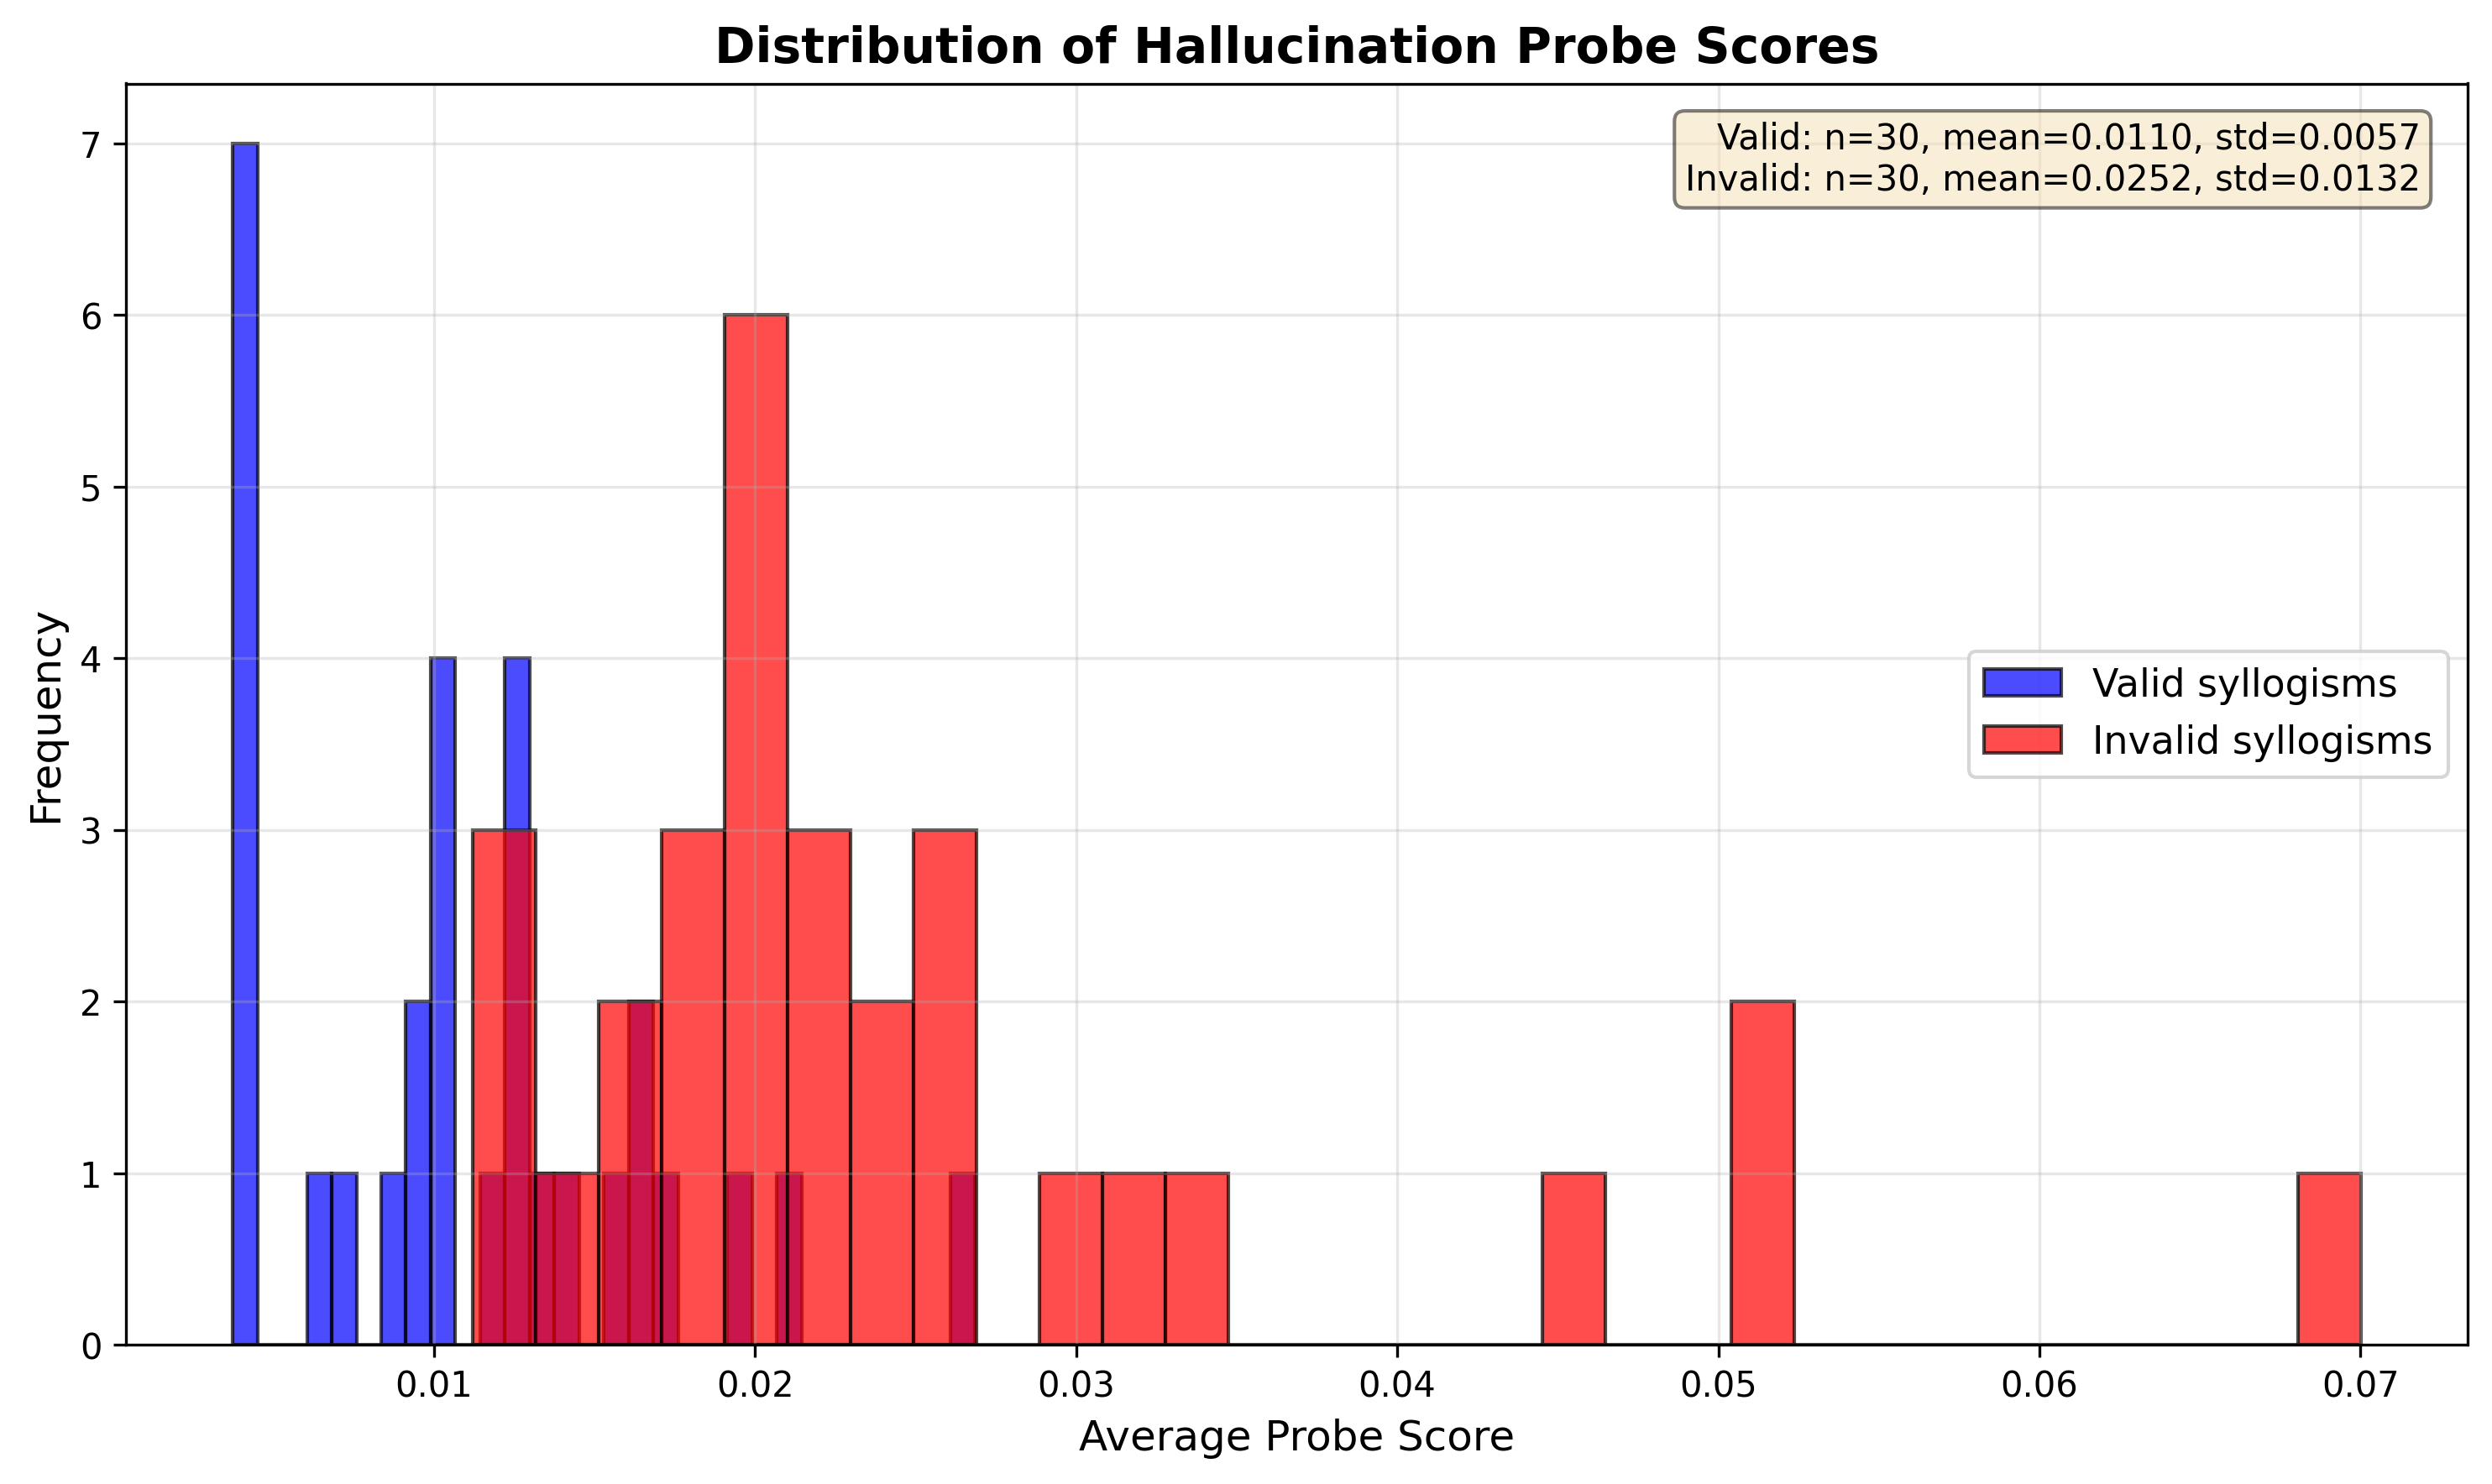 Distribution of Hallucination Probe Scores
Valid: n=30, mean=0.0110, std=0.0057
Invalid: n=30, mean=0.0252, std=0.0132
7
6
5
4
3
2
1
0
Frequency
Valid syllogisms
Invalid syllogisms
0.01 0.02 0.03 0.04 0.05 0.06 0.07
Average Probe Score